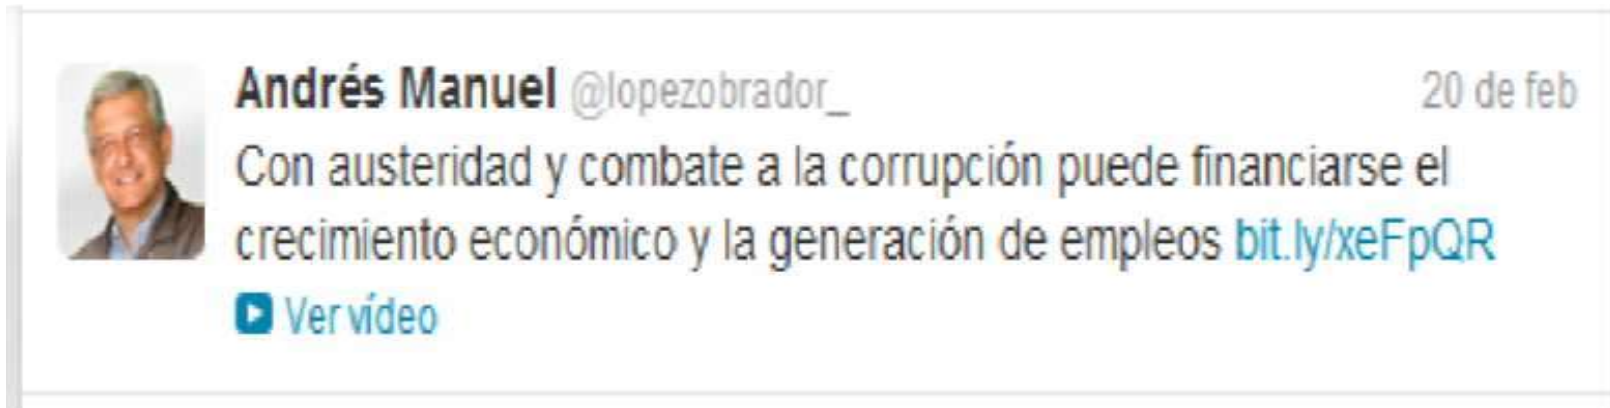 Andrés Manuel @lopezobrador_ 20 de feb
Con austeridad y combate a la corrupción puede financiarse el
crecimiento económico y la generación de empleos bit.ly/xeFpQR
Ver vídeo